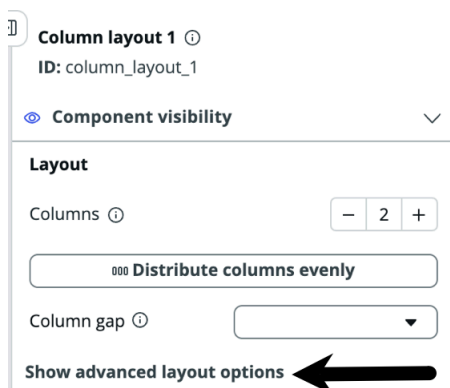 Column layout 1
ID: column_layout_1
Component visibility
Layout
Columns
2
Distribute columns evenly
Column gap
Show advanced layout options